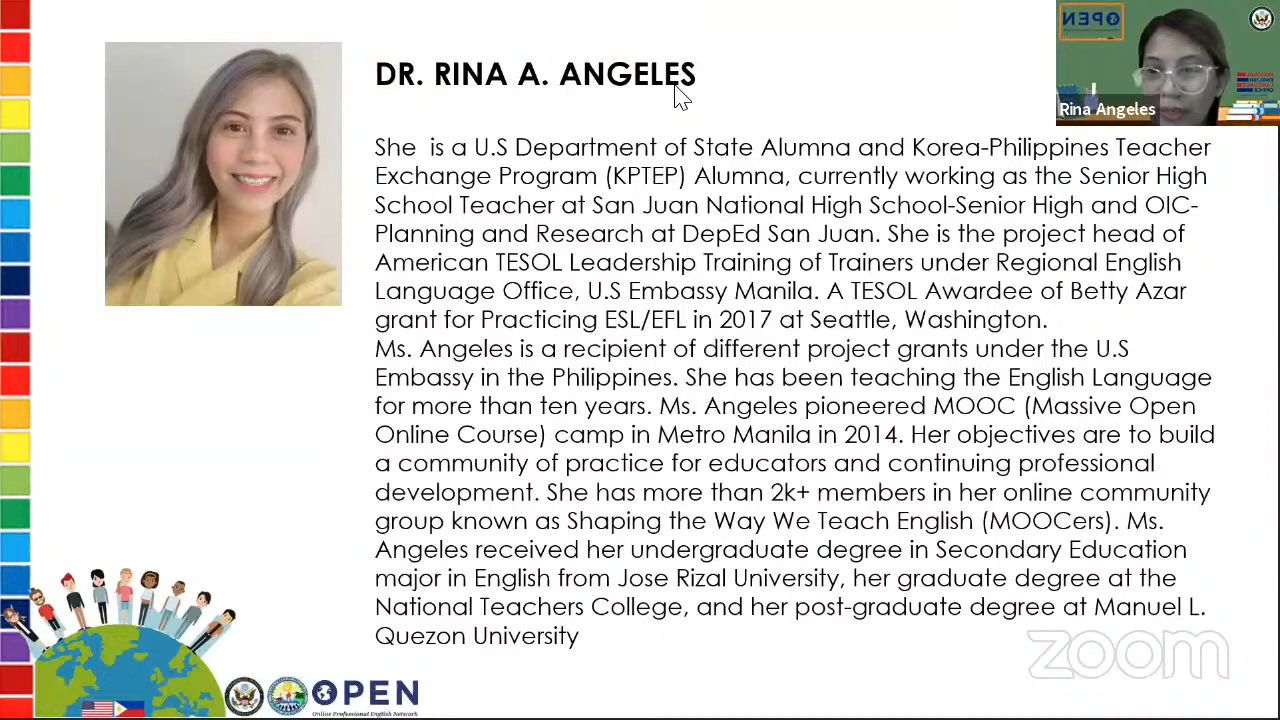 DR. RINA A. ANGELES
She is a U.S Department of State Alumna and Korea-Philippines Teacher
Exchange Program (KPTEP) Alumna, currently working as the Senior High
School Teacher at San Juan National High School-Senior High and OIC-
Planning and Research at DepEd San Juan. She is the project head of
American TESOL Leadership Training of Trainers under Regional English
Language Office, U.S Embassy Manila. A TESOL Awardee of Betty Azar
grant for Practicing ESL/EFL in 2017 at Seattle, Washington.
Ms. Angeles is a recipient of different project grants under the U.S
Embassy in the Philippines. She has been teaching the English Language
for more than ten years. Ms. Angeles pioneered MOOC (Massive Open
Online Course) camp in Metro Manila in 2014. Her objectives are to build
a community of practice for educators and continuing professional
development. She has more than 2k+ members in her online community
group known as Shaping the Way We Teach English (MOOCers). Ms.
Angeles received her undergraduate degree in Secondary Education
major in English from Jose Rizal University, her graduate degree at the
National Teachers College, and her post-graduate degree at Manuel L.
Quezon University
OPEN
Rina Angeles
zoom
OPEN
Online Professional English Network